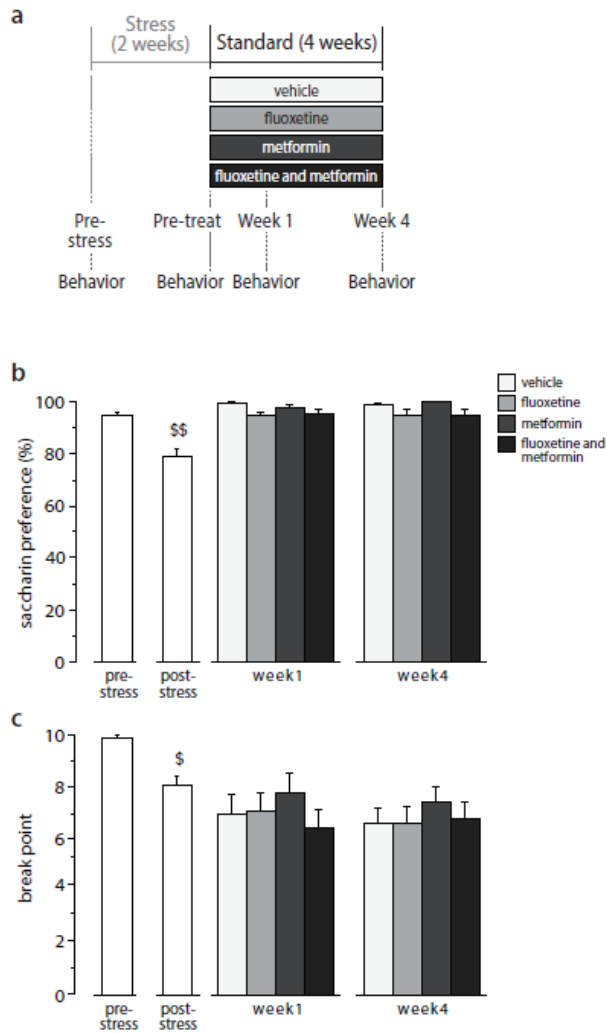 a
Stress
(2 weeks)
Standard (4 weeks)
vehicle
fluoxetine
metformin
fluoxetine and metformin
Pre-
stress
Pre-treat
Week 1
Week 4
Behavior
Behavior
Behavior
Behavior
b
vehicle
fluoxetine
metformin
fluoxetine and
metformin
saccharin preference (%)
100
80
60
40
20
0
$$
pre-
stress
post-
stress
week1
week4
c
break point
10
8
6
4
2
0
$
pre-
stress
post-
stress
week1
week4